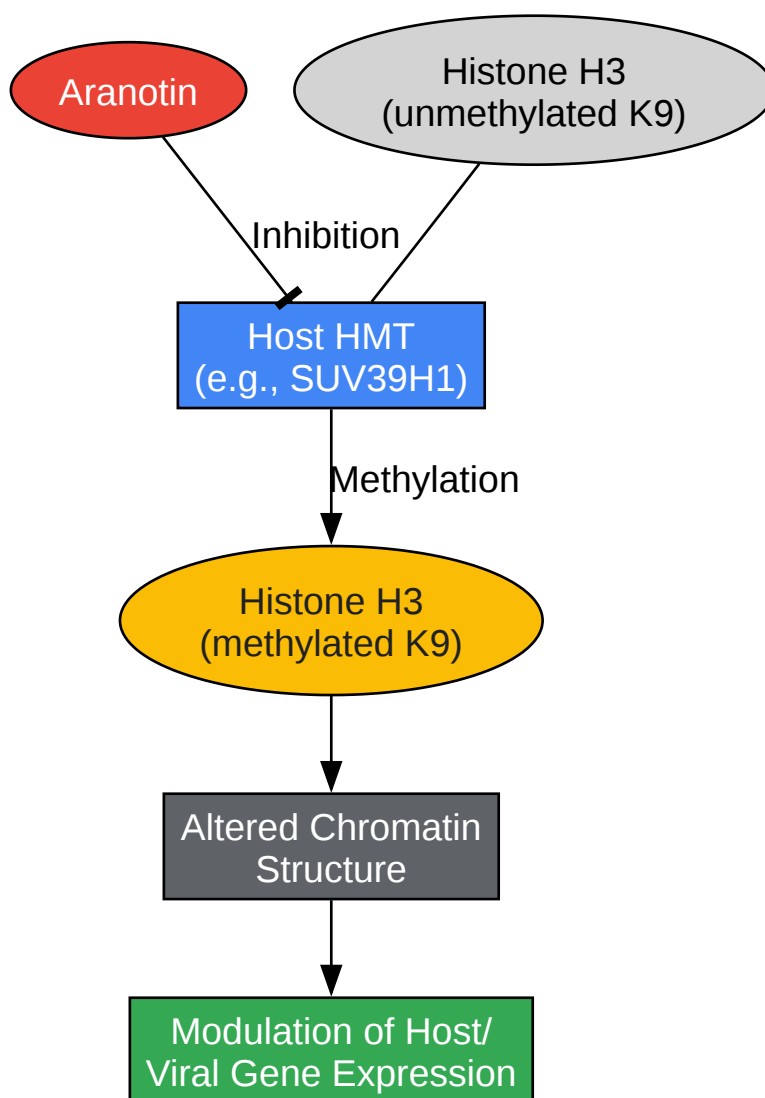 Aranotin
Histone H3
(unmethylated K9)
Inhibition
Host HMT
(e.g., SUV39H1)
Methylation
Histone H3
(methylated K9)
Altered Chromatin
Structure
Modulation of Host/
Viral Gene Expression